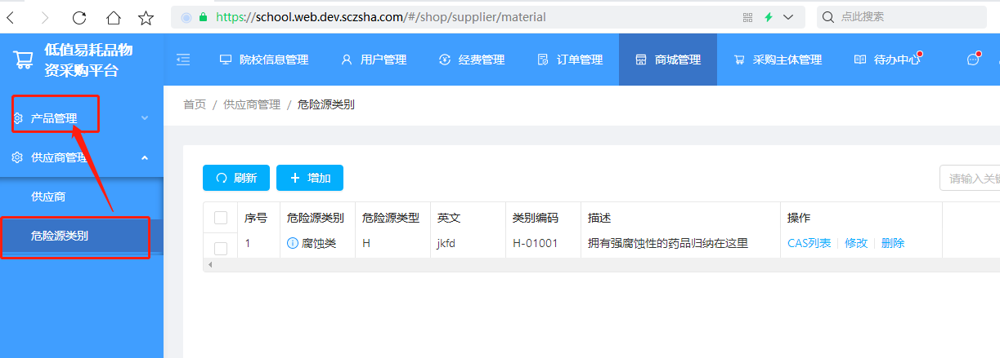 https://school.web.dev.sczsha.com/#/shop/supplier/material
点此搜索
低值易耗品物
资采购平台
院校信息管理
用户管理
经费管理
订单管理
商城管理
采购主体管理
待办中心
首页 / 供应商管理 / 危险源类别
产品管理
供应商管理
供应商
危险源类别
刷新
增加
请输入关键
序号 危险源类别 危险源类型 英文 类别编码 描述 操作
1 腐蚀类 H jkfd H-01001 拥有强腐蚀性的药品归纳在这里 CAS列表 修改 删除